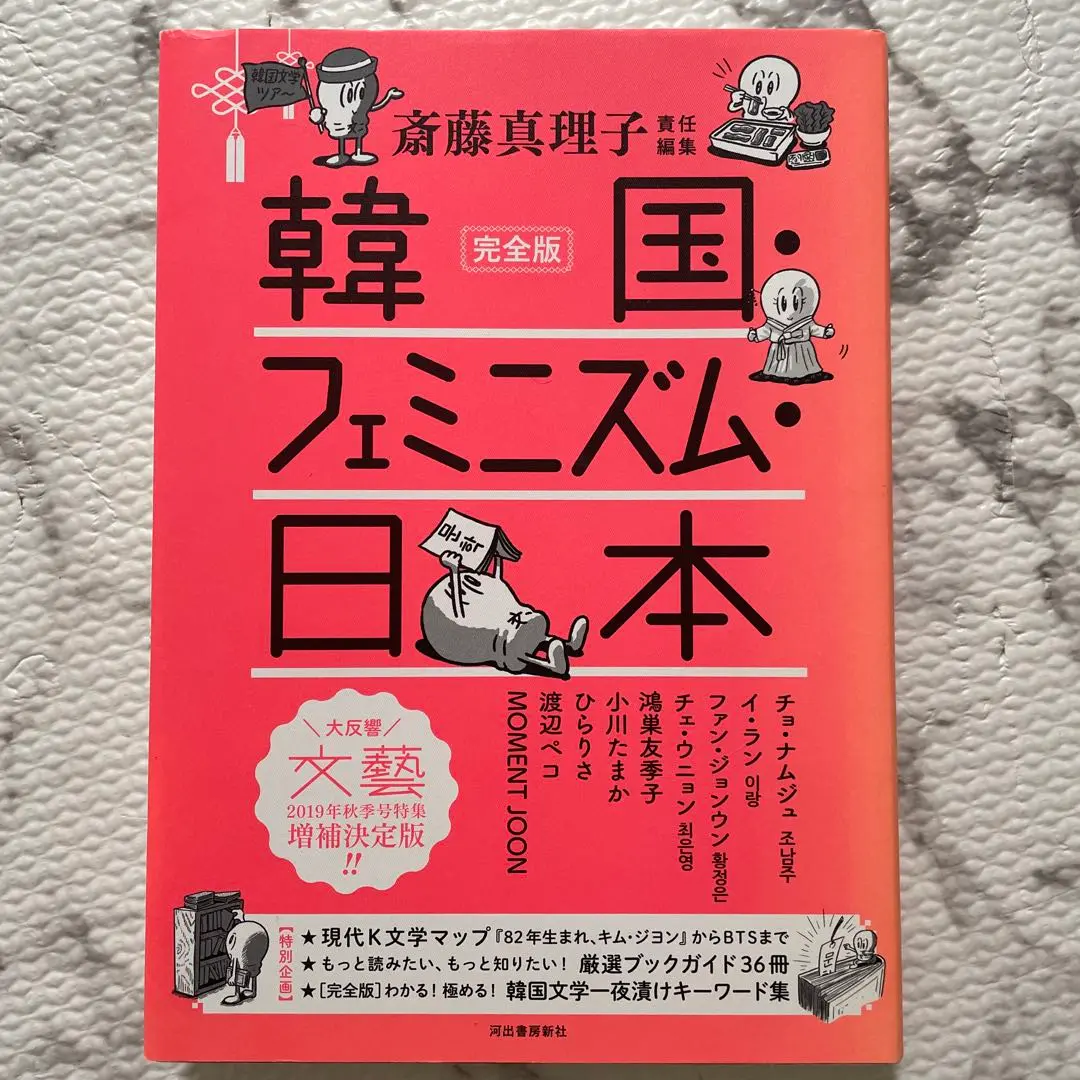 韓国文学
ツアー
斎藤真理子 責任編集
韓国・
完全版
フェミニズム・
日本
문학
チョ・ナムジュ 조남주
イ・ラン 이랑
ファン・ジョンウン 황정은
チェ・ウニョン 최은영
鴻巣友季子
小川たまか
ひらりさ
渡辺ペコ
MOMENT JOON
＼大反響／
文藝
2019年秋季号特集
増補決定版
!!
【特別企画】
★現代K文学マップ『82年生まれ、キム・ジヨン』からBTSまで
★もっと読みたい、もっと知りたい！ 厳選ブックガイド36冊
★［完全版］わかる！極める！ 韓国文学一夜漬けキーワード集
河出書房新社